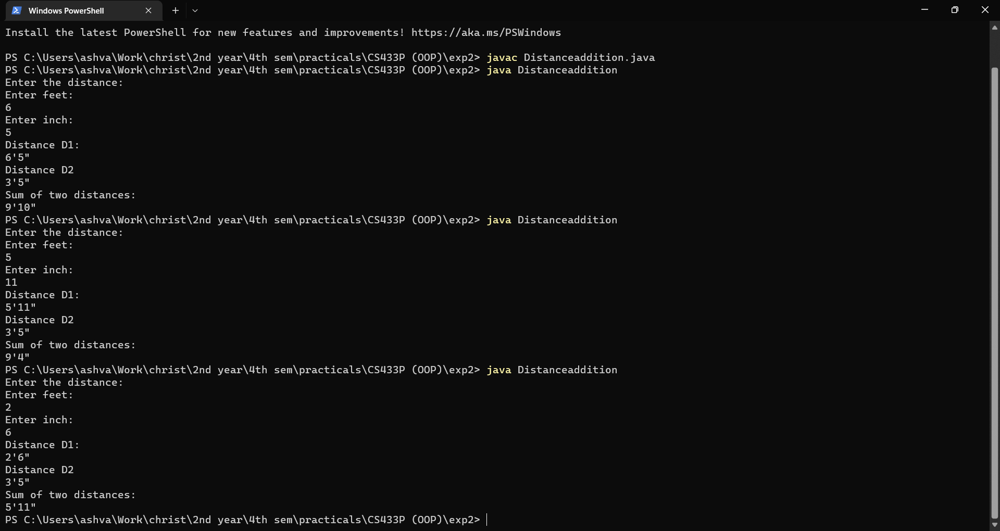 Windows PowerShell
Install the latest PowerShell for new features and improvements! https://aka.ms/PSWindows
PS C:\Users\ashva\Work\christ\2nd year\4th sem\practicals\CS433P (OOP)\exp2> javac Distanceaddition.java
PS C:\Users\ashva\Work\christ\2nd year\4th sem\practicals\CS433P (OOP)\exp2> java Distanceaddition
Enter the distance:
Enter feet:
6
Enter inch:
5
Distance D1:
6'5"
Distance D2
3'5"
Sum of two distances:
9'10"
PS C:\Users\ashva\Work\christ\2nd year\4th sem\practicals\CS433P (OOP)\exp2> java Distanceaddition
Enter the distance:
Enter feet:
5
Enter inch:
11
Distance D1:
5'11"
Distance D2
3'5"
Sum of two distances:
9'4"
PS C:\Users\ashva\Work\christ\2nd year\4th sem\practicals\CS433P (OOP)\exp2> java Distanceaddition
Enter the distance:
Enter feet:
2
Enter inch:
6
Distance D1:
2'6"
Distance D2
3'5"
Sum of two distances:
5'11"
PS C:\Users\ashva\Work\christ\2nd year\4th sem\practicals\CS433P (OOP)\exp2>